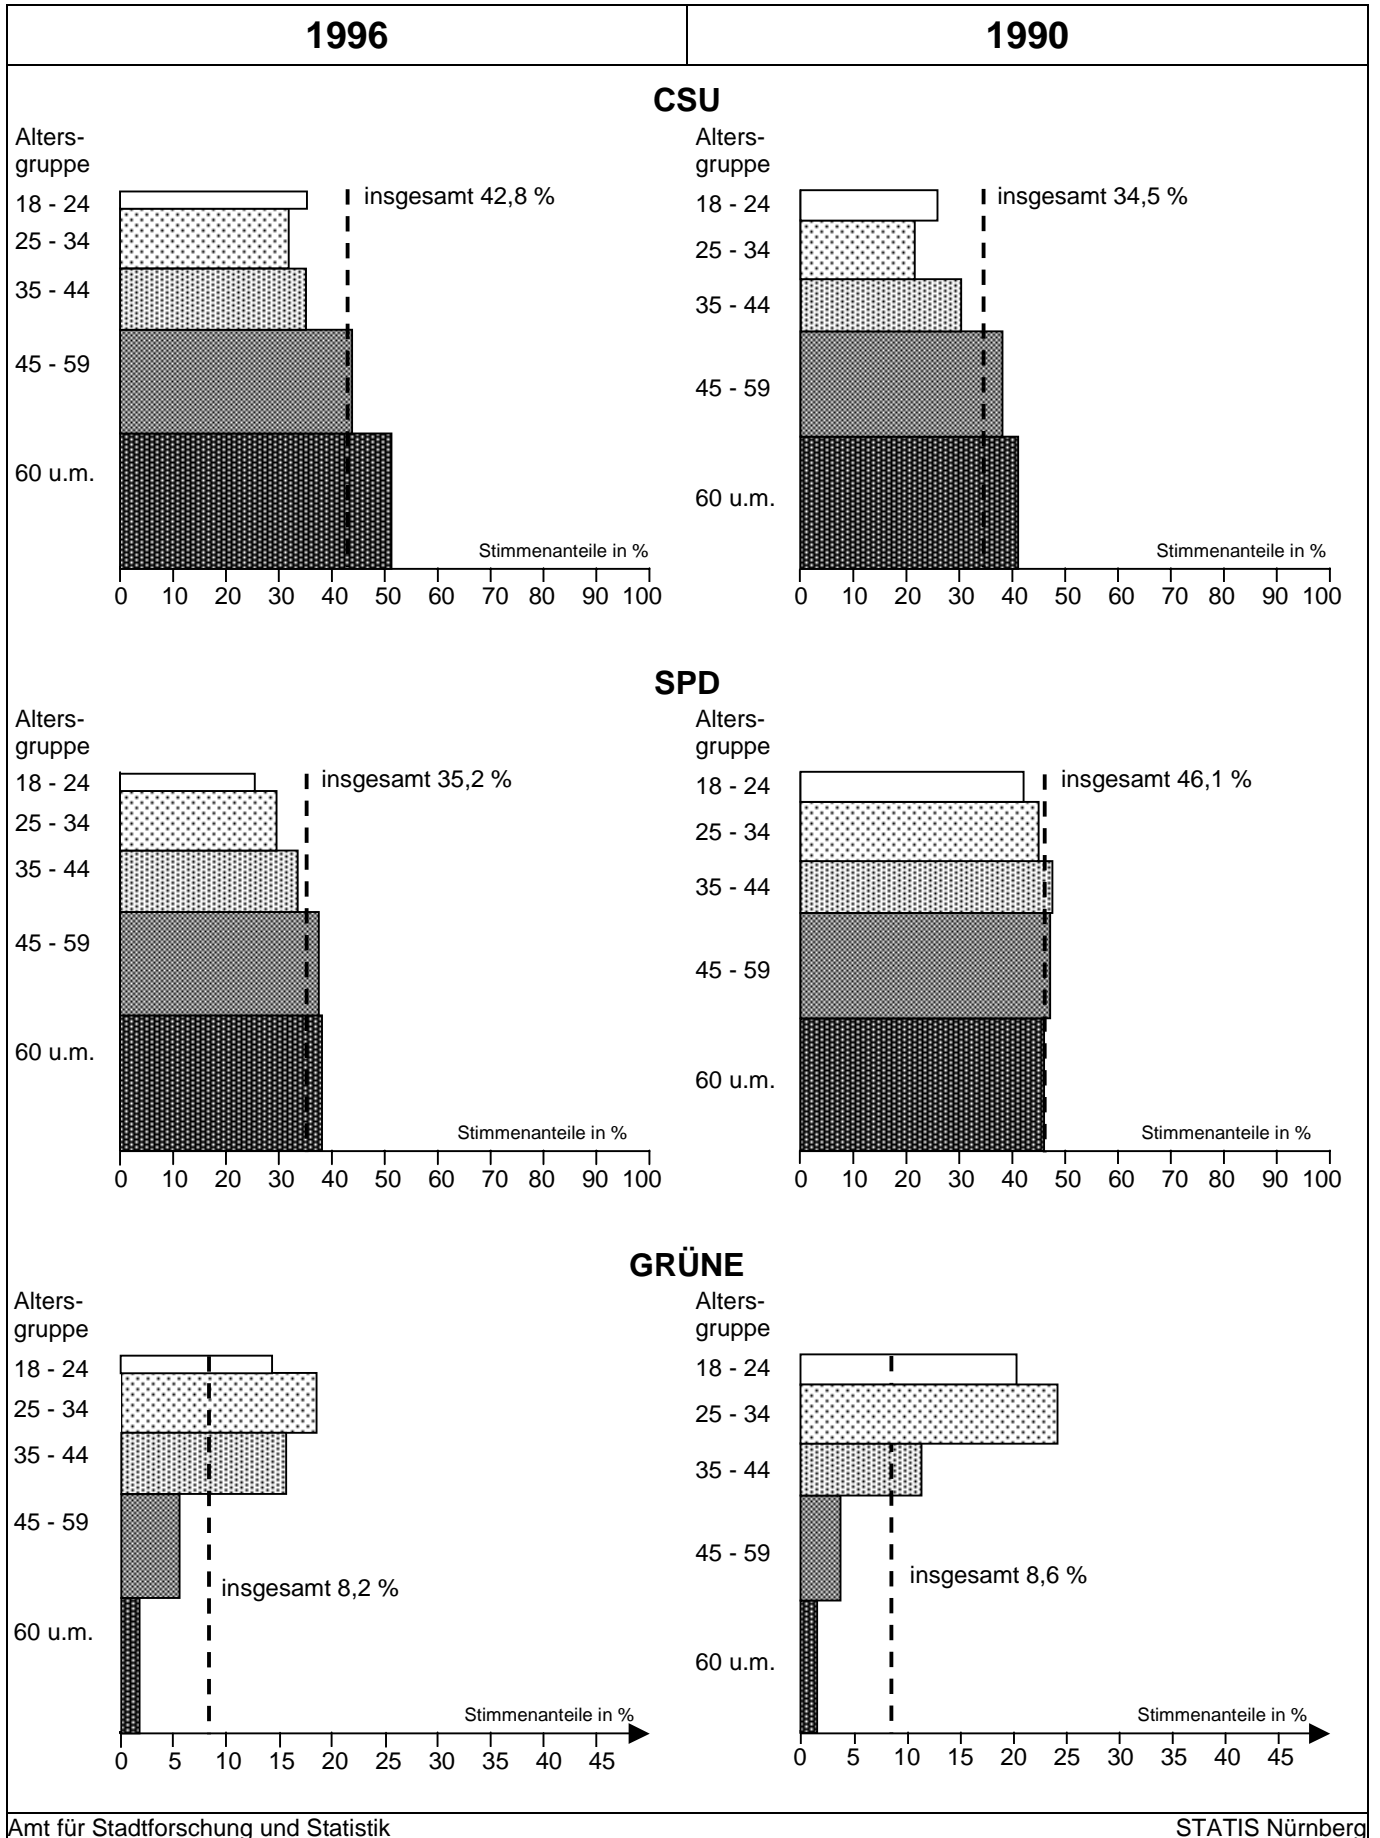 1996
1990
CSU
Alters-
gruppe
18 - 24
25 - 34
35 - 44
45 - 59
60 u.m.
insgesamt 42,8 %
Stimmenanteile in %
0 10 20 30 40 50 60 70 80 90 100
Alters-
gruppe
18 - 24
25 - 34
35 - 44
45 - 59
60 u.m.
insgesamt 34,5 %
Stimmenanteile in %
0 10 20 30 40 50 60 70 80 90 100
SPD
Alters-
gruppe
18 - 24
25 - 34
35 - 44
45 - 59
60 u.m.
insgesamt 35,2 %
Stimmenanteile in %
0 10 20 30 40 50 60 70 80 90 100
Alters-
gruppe
18 - 24
25 - 34
35 - 44
45 - 59
60 u.m.
insgesamt 46,1 %
Stimmenanteile in %
0 10 20 30 40 50 60 70 80 90 100
GRÜNE
Alters-
gruppe
18 - 24
25 - 34
35 - 44
45 - 59
60 u.m.
insgesamt 8,2 %
Stimmenanteile in %
0 5 10 15 20 25 30 35 40 45
Alters-
gruppe
18 - 24
25 - 34
35 - 44
45 - 59
60 u.m.
insgesamt 8,6 %
Stimmenanteile in %
0 5 10 15 20 25 30 35 40 45
Amt für Stadtforschung und Statistik
STATIS Nürnberg